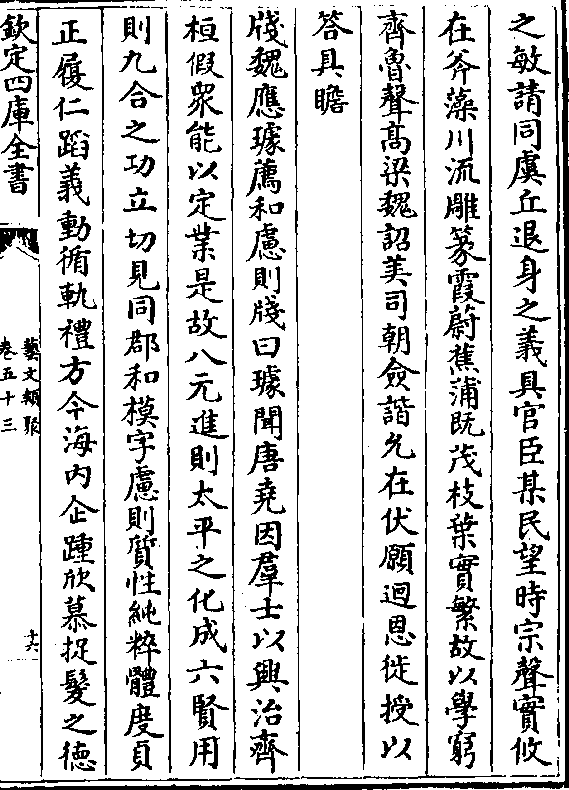 之敏請同虞丘退身之義具官臣某民望時宗聲實攸
在斧藻川流雕篆霞蔚蕉蒲既茂枝葉實繁故以學窮
齊魯聲髙梁魏詔美司朝僉諧允在伏願迴恩徙授以
答具瞻
牋魏應璩薦和慮則牋曰璩聞唐堯因羣士以興治齊
桓假衆能以定業是故八元進則太平之化成六賢用
則九合之功立切見同郡和模字慮則質性純粹體度貞
正履仁蹈義動循軌禮方今海内企踵欣慕捉髮之徳
欽定四庫全書
藝文類聚
卷五十三
十六